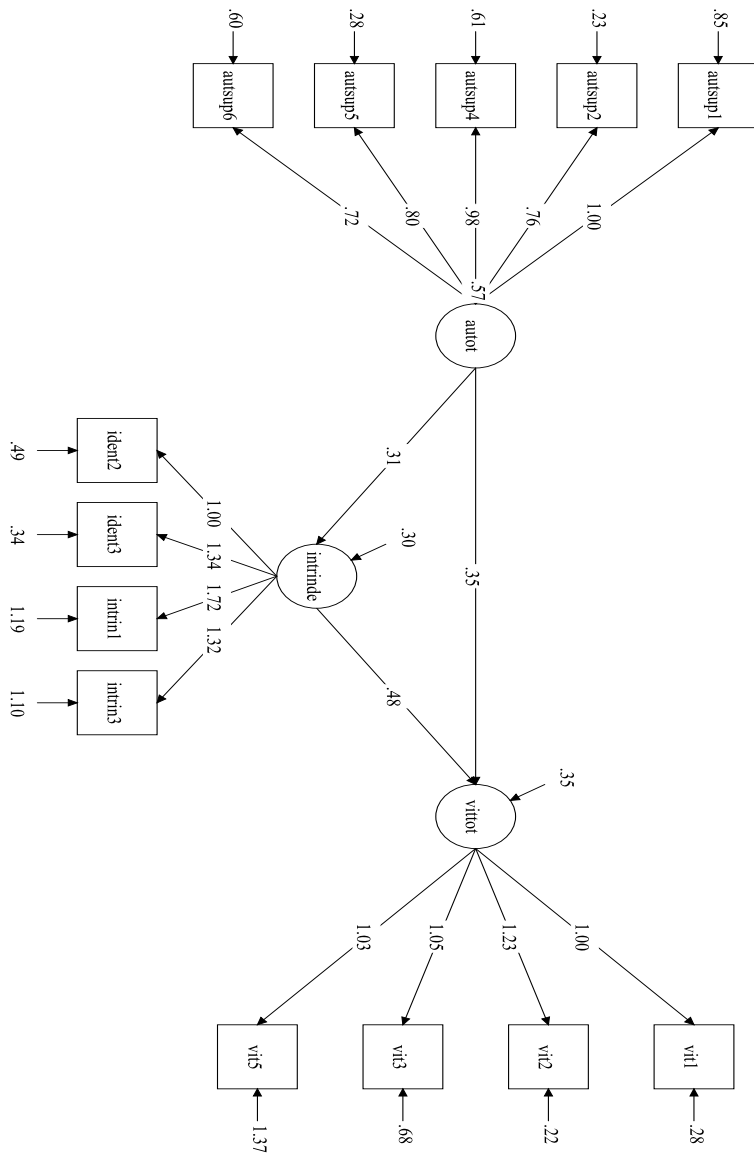 .85
autsup1
1.00
.23
autsup2
.76
.61
autsup4
.98
.28
autsup5
.80
.60
autsup6
.72
.57
autot
.31
.35
.30
intrinde
.48
1.00
ident2
.49
1.34
ident3
.34
1.72
intrin1
1.19
1.32
intrin3
1.10
.35
vittot
1.00
vit1
.28
1.23
vit2
.22
1.05
vit3
.68
1.03
vit5
1.37